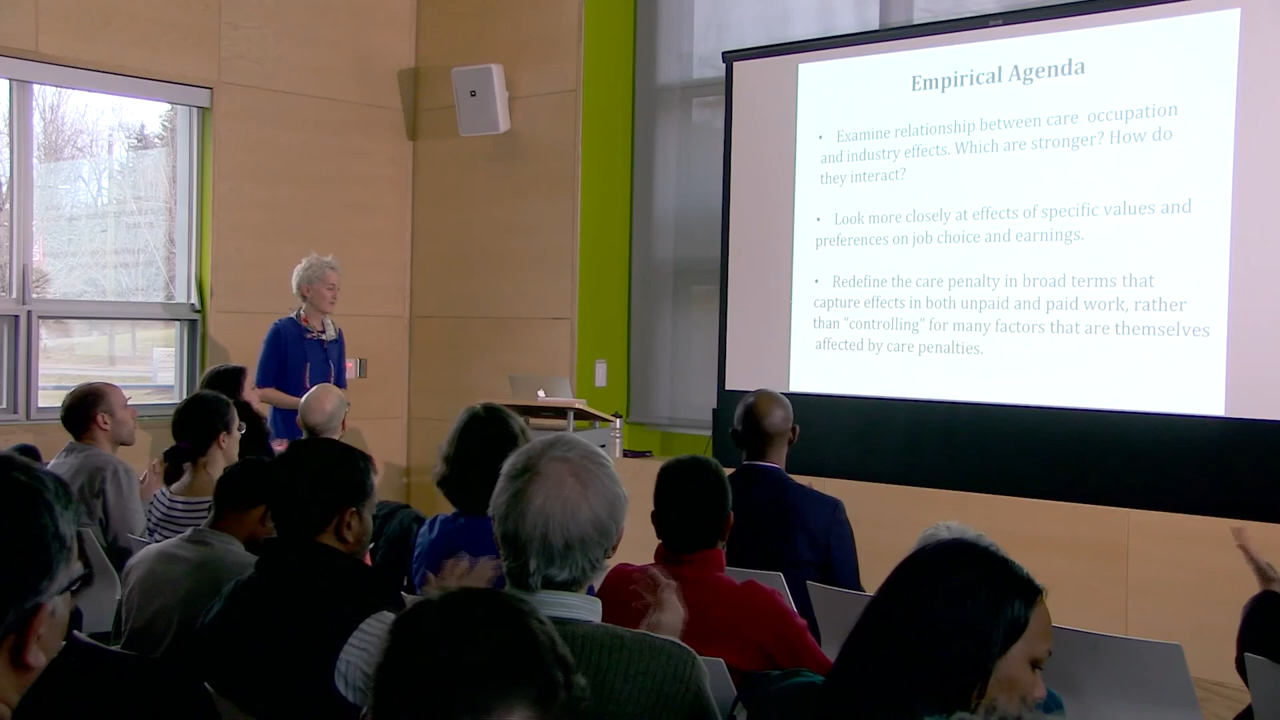 Empirical Agenda
• Examine relationship between care occupation
and industry effects. Which are stronger? How do
they interact?
• Look more closely at effects of specific values and
preferences on job choice and earnings.
• Redefine the care penalty in broad terms that
capture effects in both unpaid and paid work, rather
than “controlling” for many factors that are themselves
affected by care penalties.